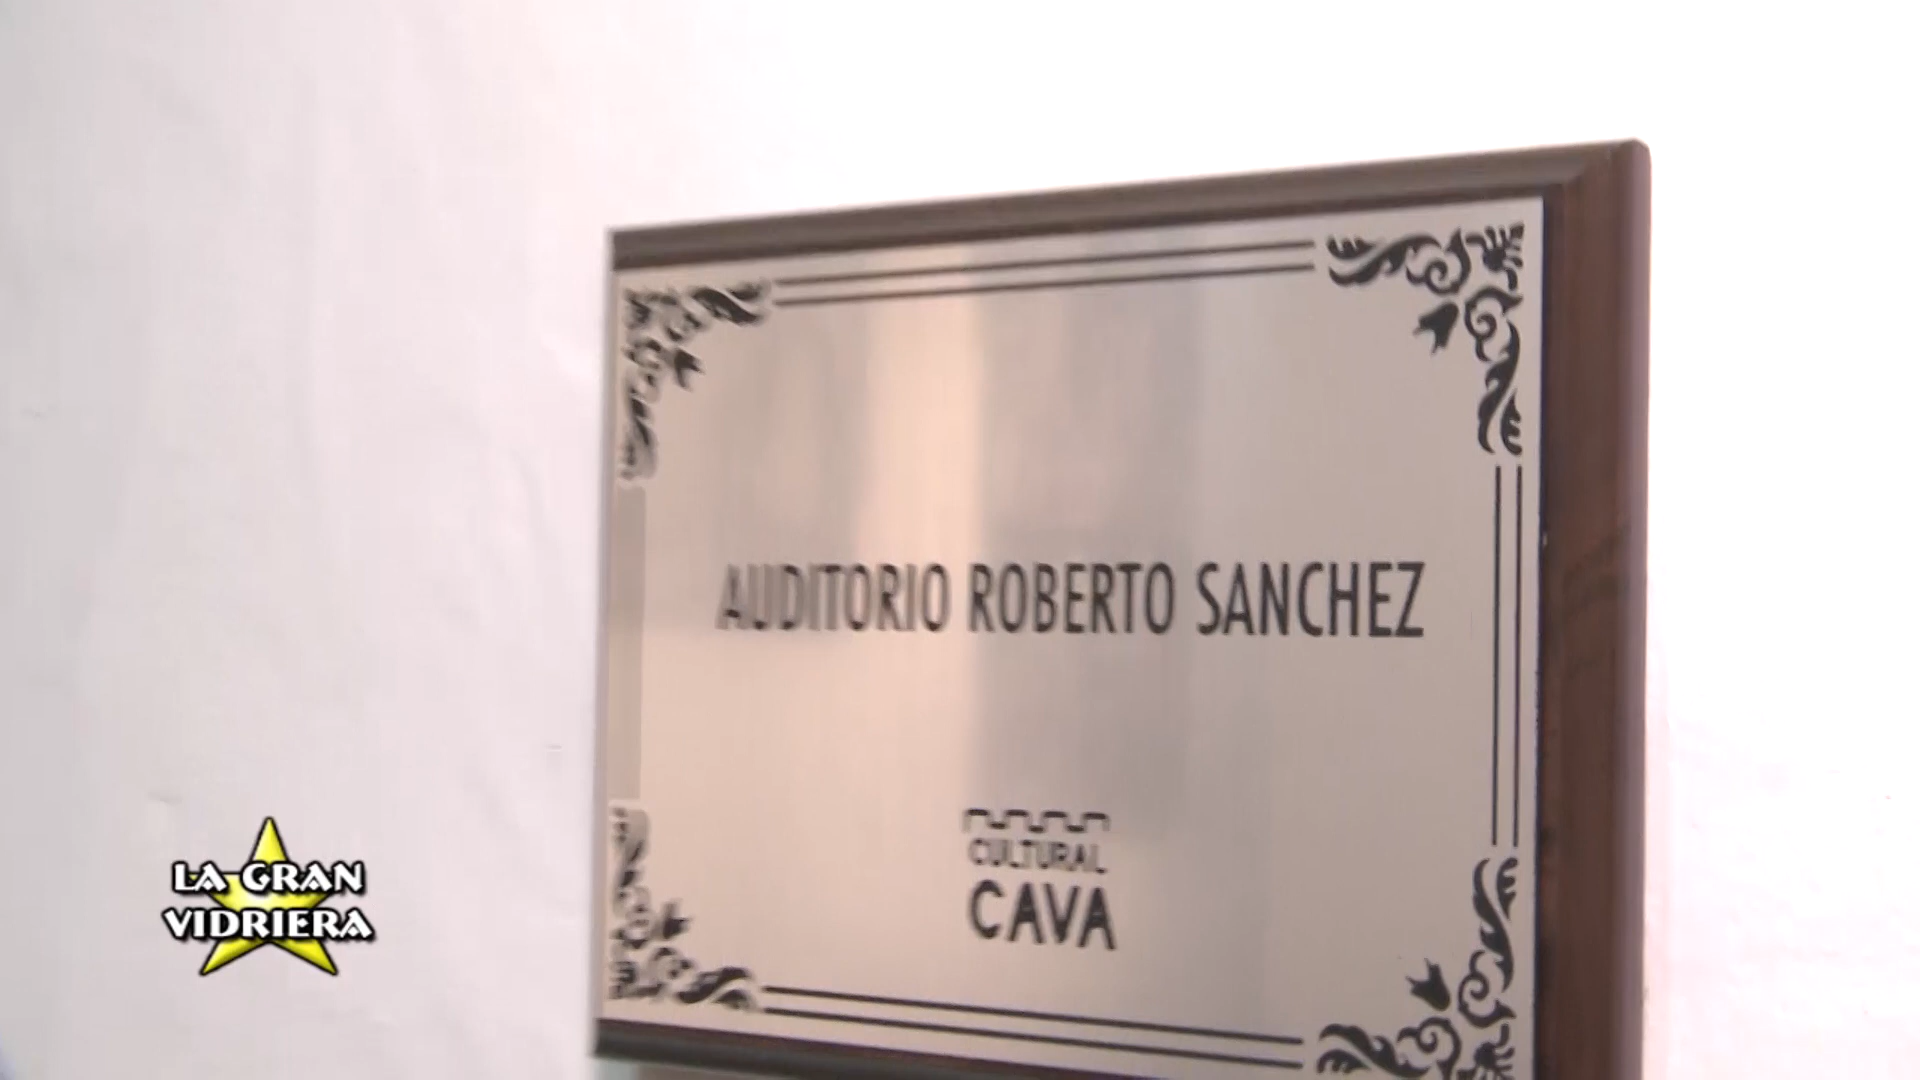 AUDITORIO ROBERTO SANCHEZ
CULTURAL
CAVA
LA GRAN
VIDRIERA